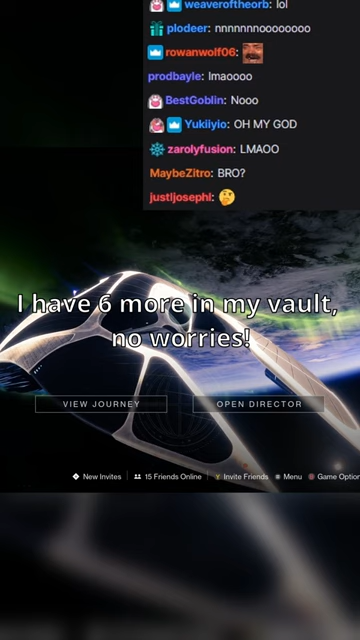 weaveroftheorb: lol
plodeer: nnnnnnnoooooooo
rowanwolf06:
prodbayle: lmaoooo
BestGoblin: Nooo
Yukiiyio: OH MY GOD
zarolyfusion: LMAOO
MaybeZitro: BRO?
justijosephl:
I have 6 more in my vault,
no worries!
VIEW JOURNEY
OPEN DIRECTOR
New Invites
15 Friends Online
Invite Friends
Menu
Game Option